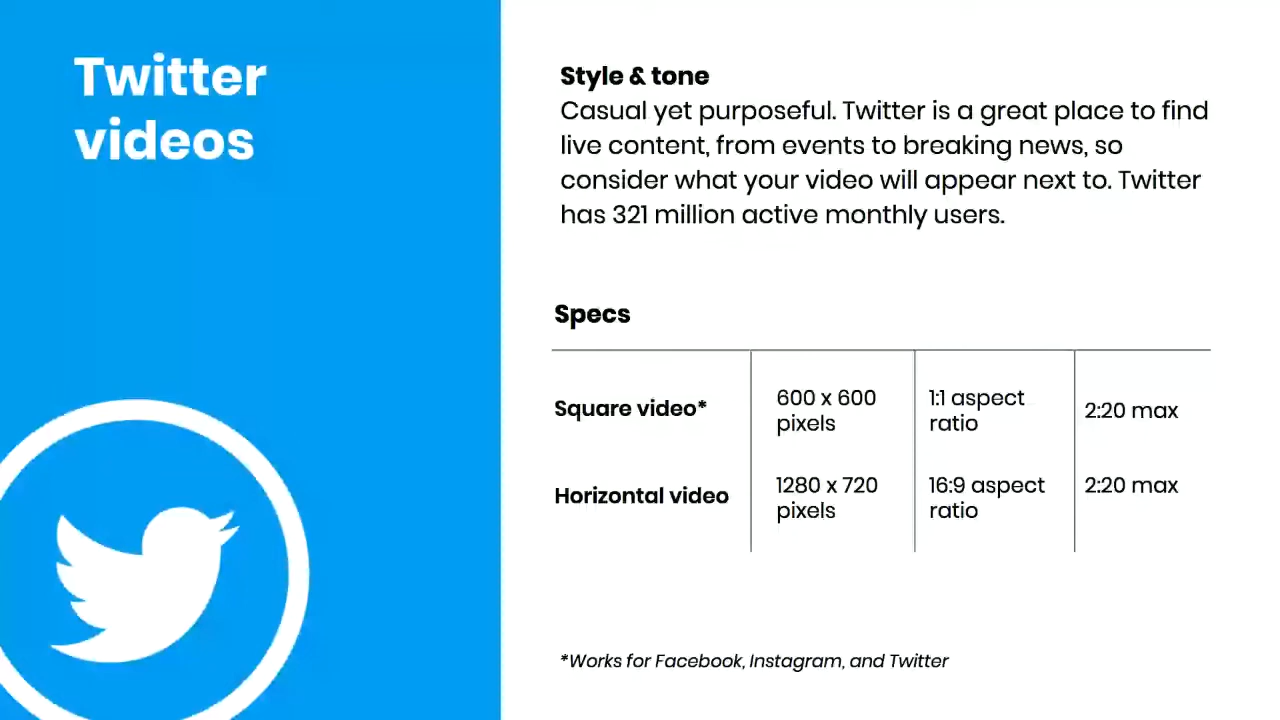 Twitter
videos
Style & tone
Casual yet purposeful. Twitter is a great place to find
live content, from events to breaking news, so
consider what your video will appear next to. Twitter
has 321 million active monthly users.
Specs
Square video*
600 x 600
pixels
1:1 aspect
ratio
2:20 max
Horizontal video
1280 x 720
pixels
16:9 aspect
ratio
2:20 max
*Works for Facebook, Instagram, and Twitter